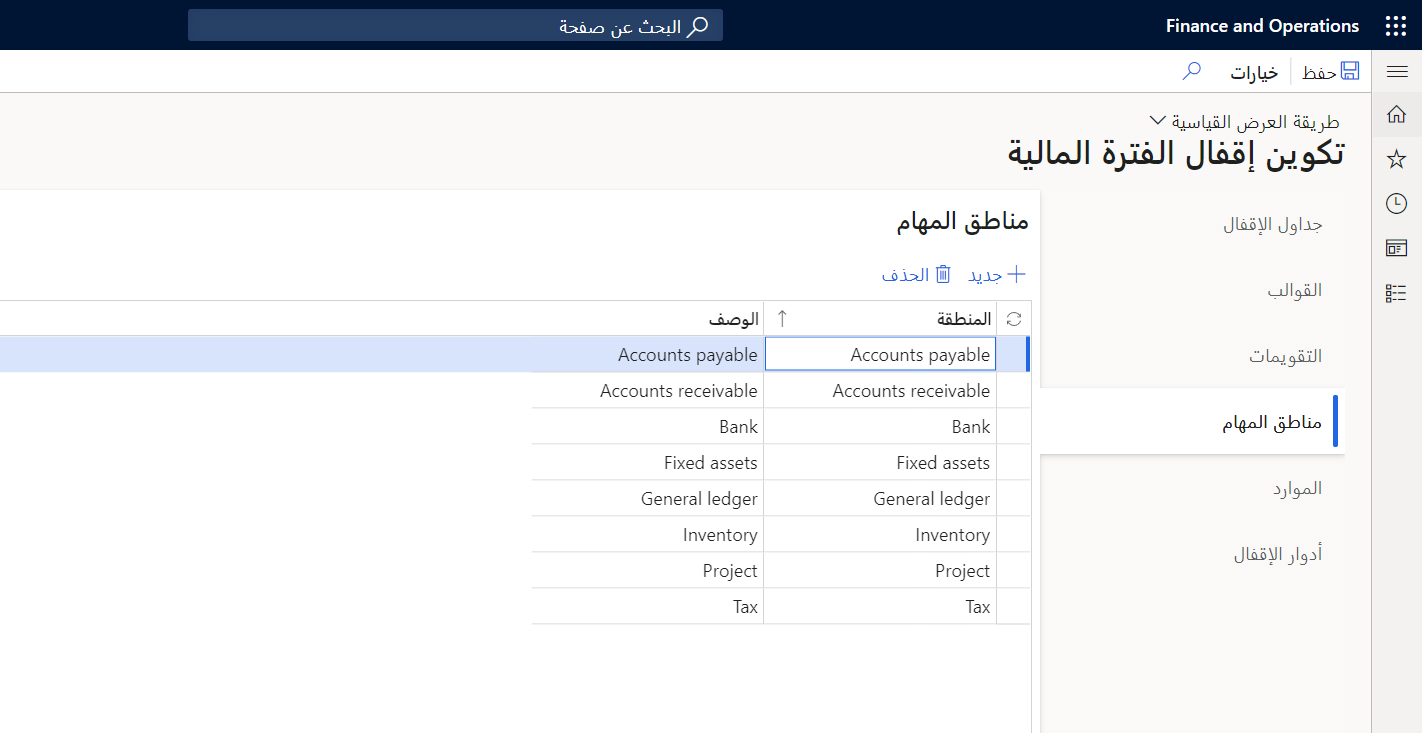 Finance and Operations
البحث عن صفحة
حفظ
خيارات
طريقة العرض القياسية
تكوين إقفال الفترة المالية
جداول الإقفال
القوالب
التقويمات
مناطق المهام
الموارد
أدوار الإقفال
مناطق المهام
جديد
الحذف
المنطقة الوصف
Accounts payable Accounts payable
Accounts receivable Accounts receivable
Bank Bank
Fixed assets Fixed assets
General ledger General ledger
Inventory Inventory
Project Project
Tax Tax